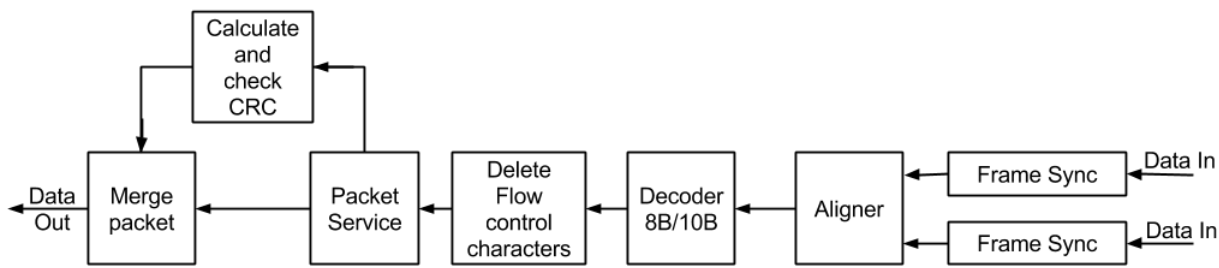 Calculate
and
check
CRC
Data
Out
Merge
packet
Packet
Service
Delete
Flow
control
characters
Decoder
8B/10B
Aligner
Frame Sync
Data In
Frame Sync
Data In